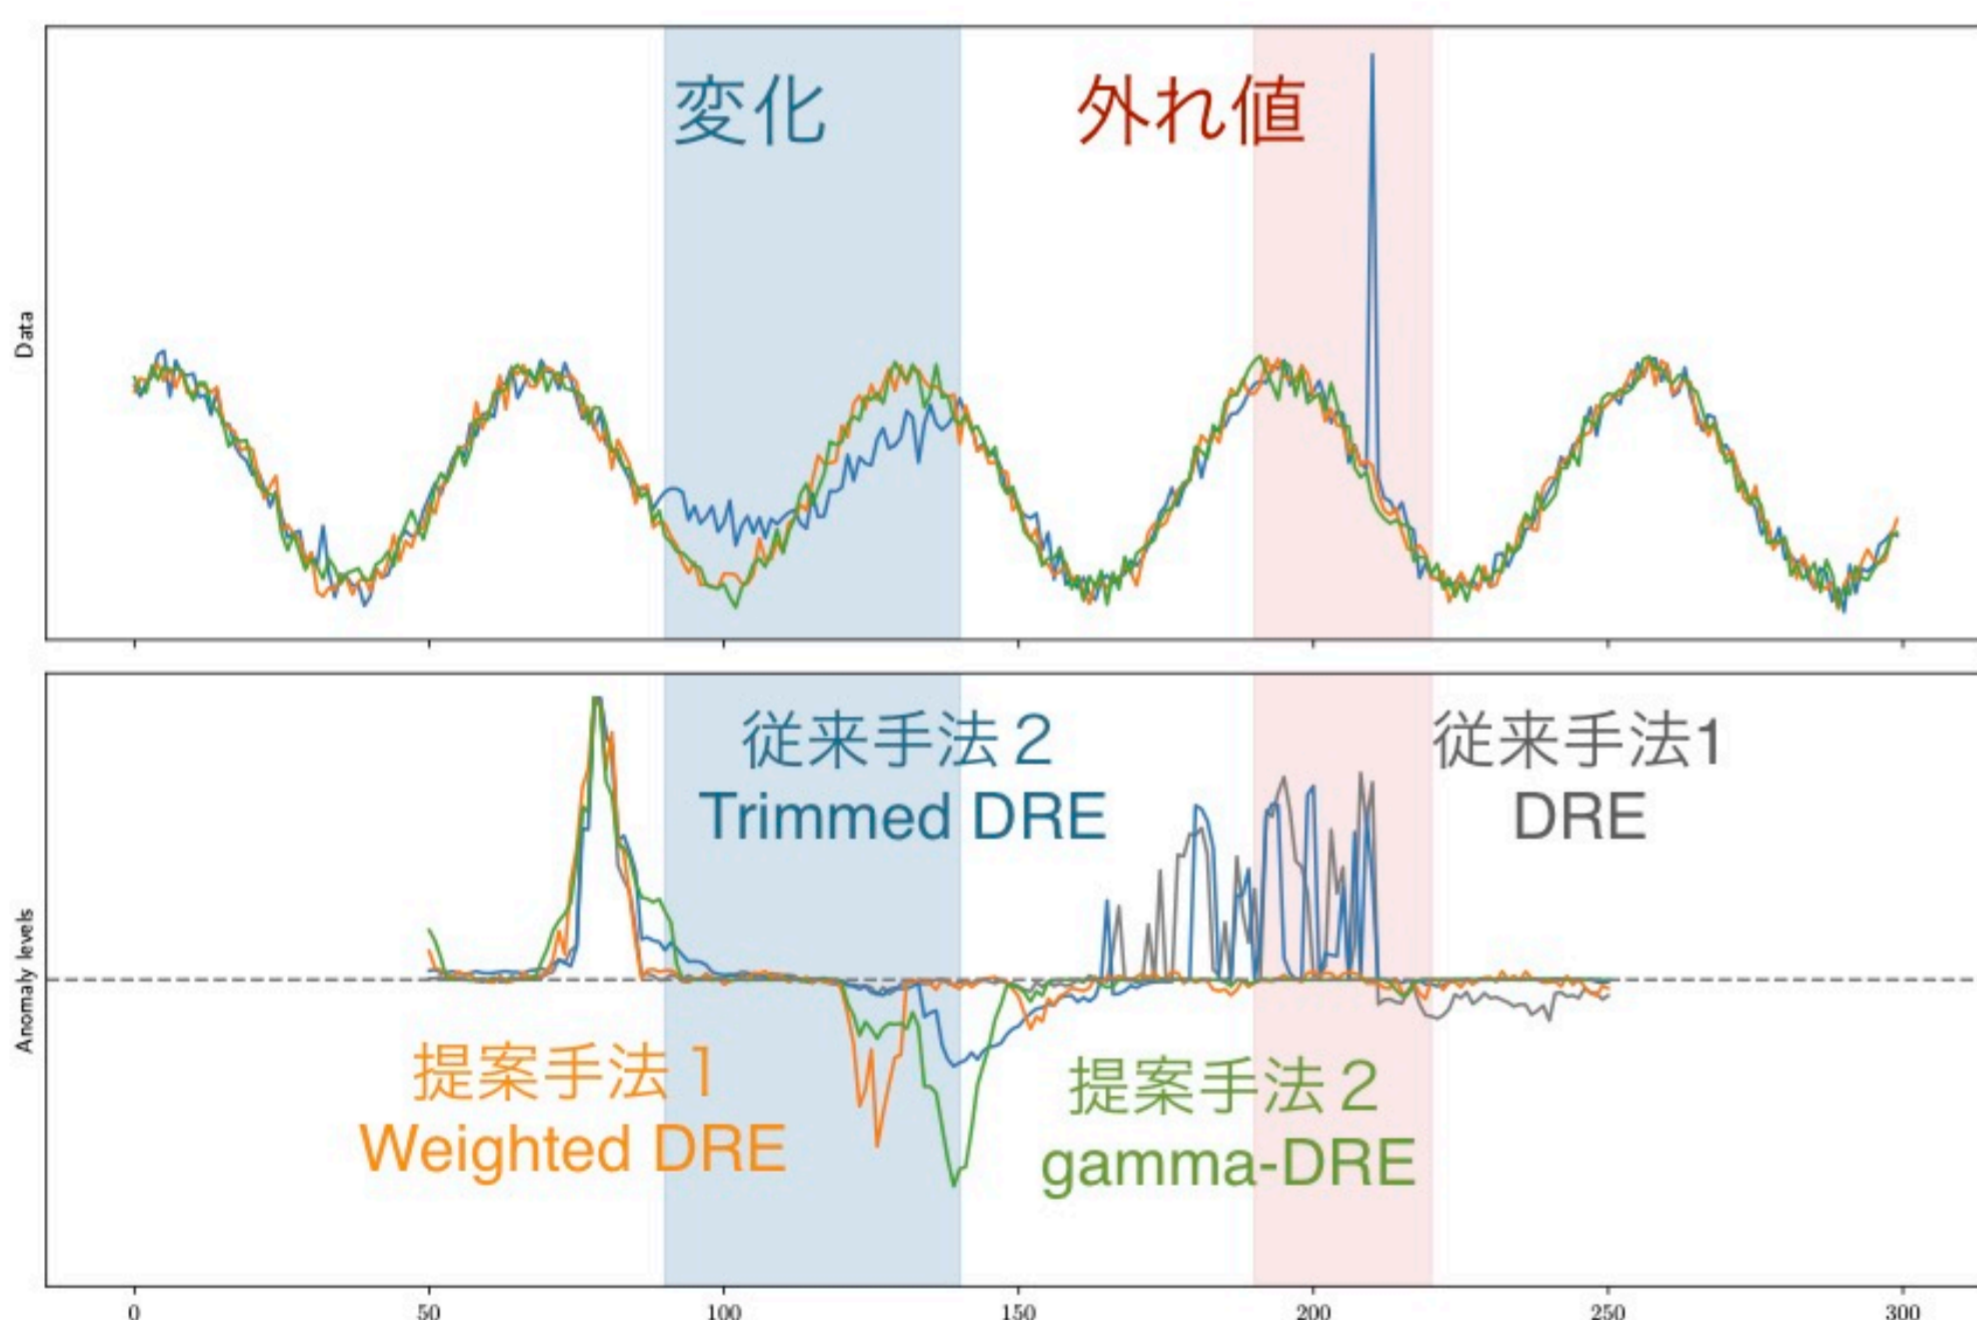 変化
外れ値
Data
従来手法２
Trimmed DRE
従来手法1
DRE
Anomaly levels
提案手法１
Weighted DRE
提案手法２
gamma-DRE
0 50 100 150 200 250 300